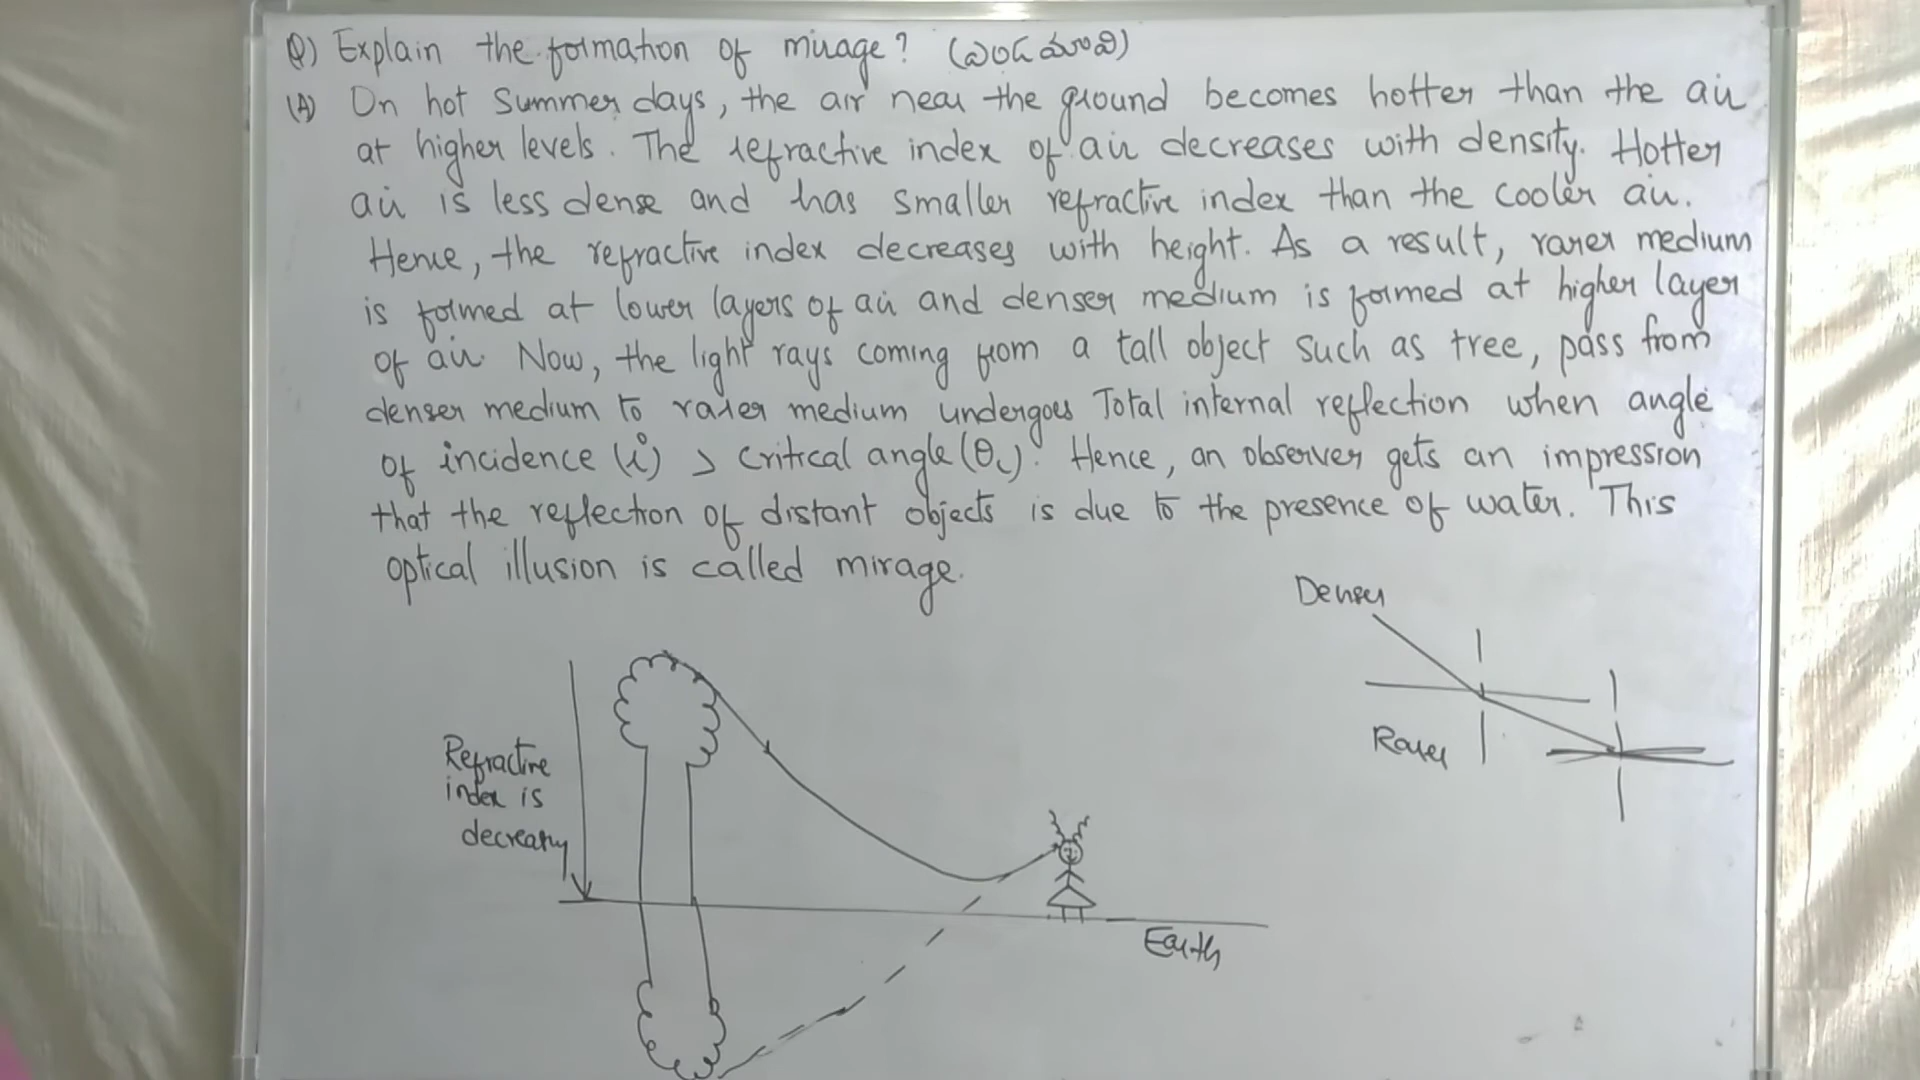 Q) Explain the formation of mirage? (ఎండమావి)
(A) On hot summer days, the air near the ground becomes hotter than the air
at higher levels. The refractive index of air decreases with density. Hotter
air is less dense and has smaller refractive index than the cooler air.
Hence, the refractive index decreases with height. As a result, rarer medium
is formed at lower layers of air and denser medium is formed at higher layer
of air. Now, the light rays coming from a tall object such as tree, pass from
denser medium to rarer medium undergoes Total internal reflection when angle
of incidence (i) > critical angle (θc). Hence, an observer gets an impression
that the reflection of distant objects is due to the presence of water. This
optical illusion is called mirage.
Denser
Rarer
Refractive
index is
Earth